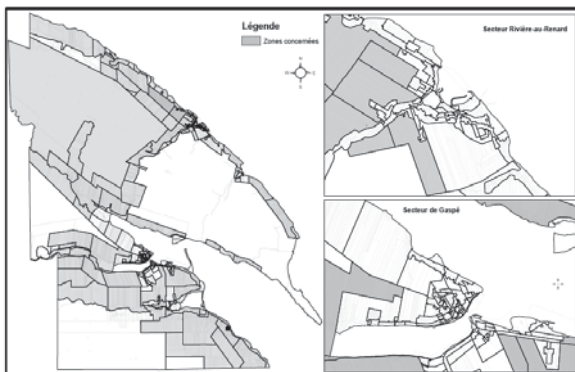 Légende
Zones concernées
N
S
Secteur Rivière-au-Renard
Secteur de Gaspé